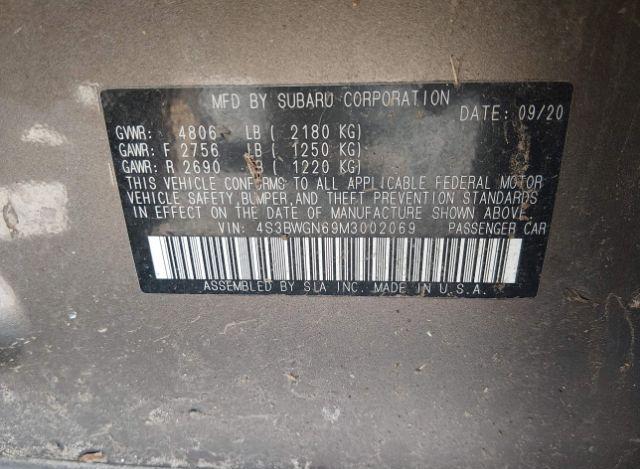 MFD BY SUBARU CORPORATION
DATE: 09/20
GVWR: 4806 LB ( 2180 KG)
GAWR: F 2756 LB ( 1250 KG)
GAWR: R 2690 LB ( 1220 KG)
THIS VEHICLE CONFORMS TO ALL APPLICABLE FEDERAL MOTOR
VEHICLE SAFETY, BUMPER, AND THEFT PREVENTION STANDARDS
IN EFFECT ON THE DATE OF MANUFACTURE SHOWN ABOVE.
VIN: 4S3BWGN69M3002069 PASSENGER CAR
ASSEMBLED BY SIA INC. MADE IN U.S.A.